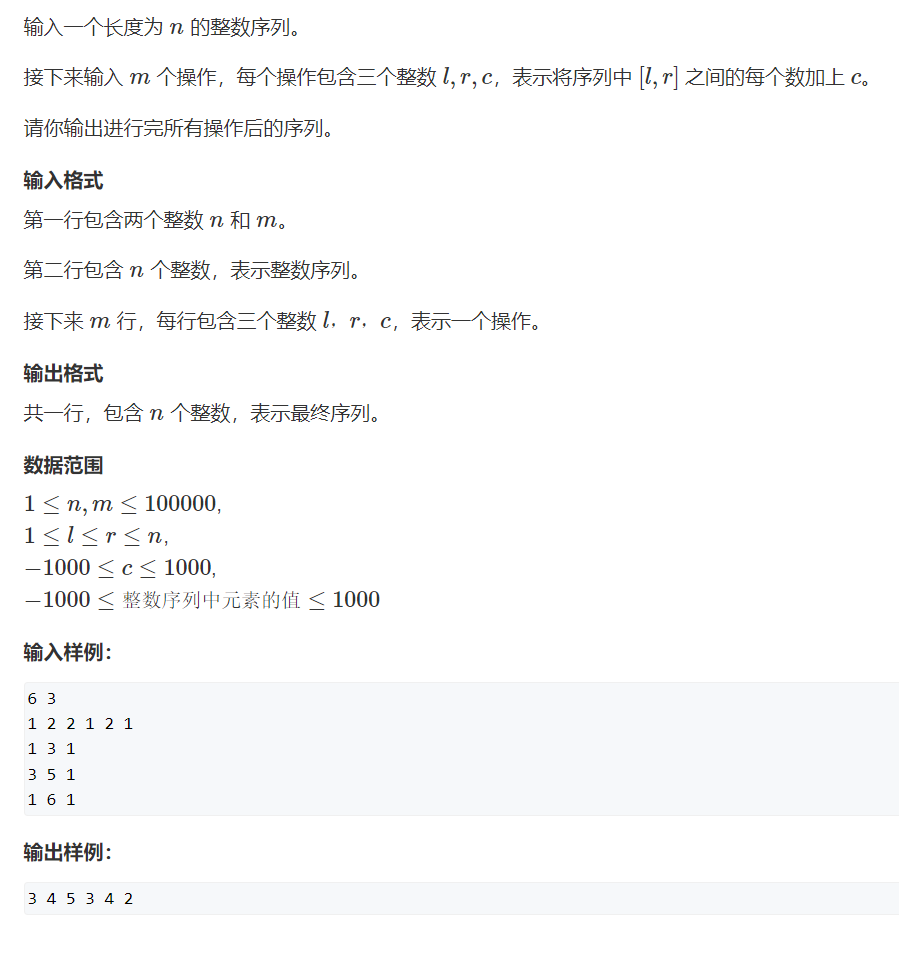 输入一个长度为 n 的整数序列。
接下来输入 m 个操作，每个操作包含三个整数 l, r, c，表示将序列中 [l, r] 之间的每个数加上 c。
请你输出进行完所有操作后的序列。
输入格式
第一行包含两个整数 n 和 m。
第二行包含 n 个整数，表示整数序列。
接下来 m 行，每行包含三个整数 l，r，c，表示一个操作。
输出格式
共一行，包含 n 个整数，表示最终序列。
数据范围
1 ≤ n, m ≤ 100000,
1 ≤ l ≤ r ≤ n,
−1000 ≤ c ≤ 1000,
−1000 ≤ 整数序列中元素的值 ≤ 1000
输入样例：
6 3
1 2 2 1 2 1
1 3 1
3 5 1
1 6 1
输出样例：
3 4 5 3 4 2